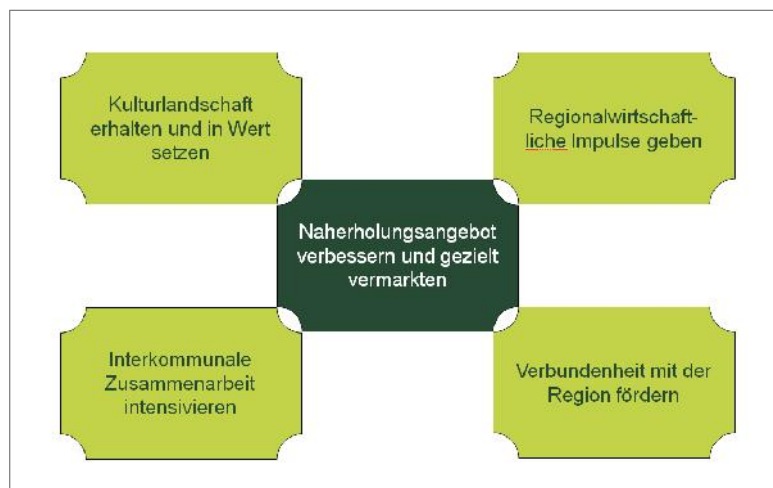 Kulturlandschaft
erhalten und in Wert
setzen
Regionalwirtschaft-
liche Impulse geben
Naherholungsangebot
verbessern und gezielt
vermarkten
Interkommunale
Zusammenarbeit
intensivieren
Verbundenheit mit der
Region fördern